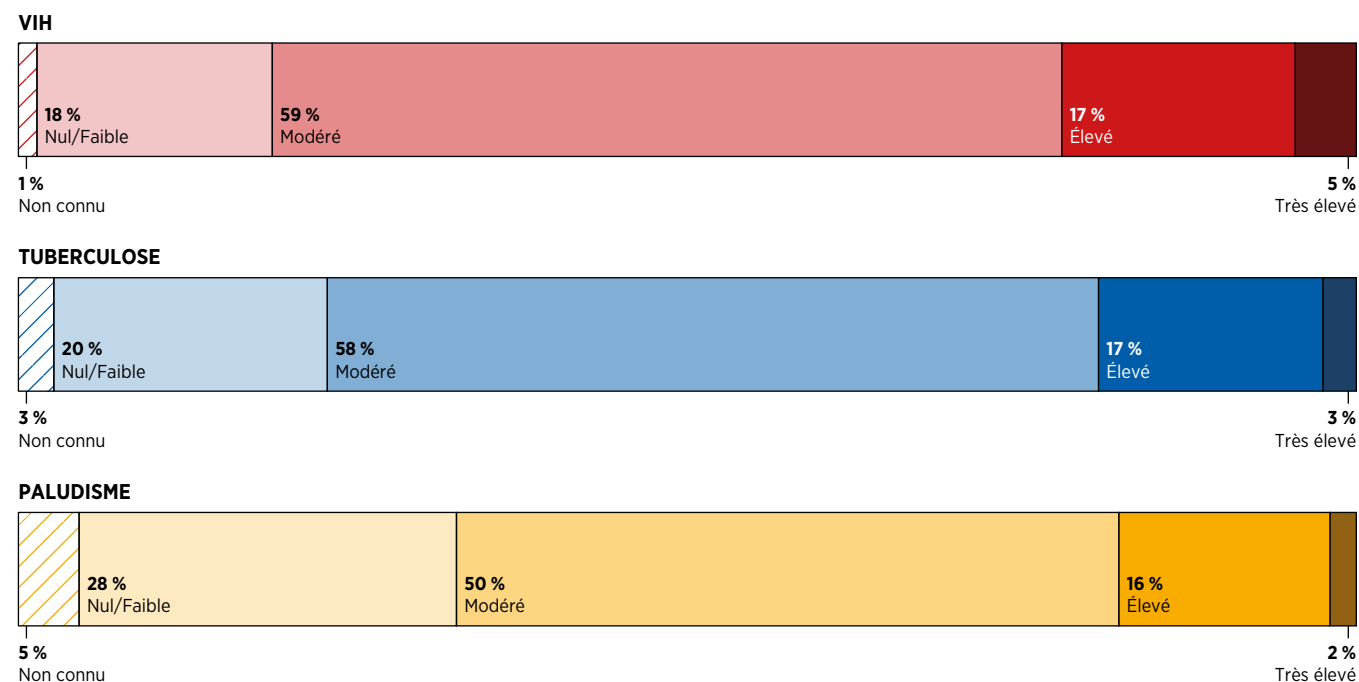 VIH
18 %
Nul/Faible
59 %
Modéré
17 %
Élevé
1 %
Non connu
5 %
Très élevé
TUBERCULOSE
20 %
Nul/Faible
58 %
Modéré
17 %
Élevé
3 %
Non connu
3 %
Très élevé
PALUDISME
28 %
Nul/Faible
50 %
Modéré
16 %
Élevé
5 %
Non connu
2 %
Très élevé